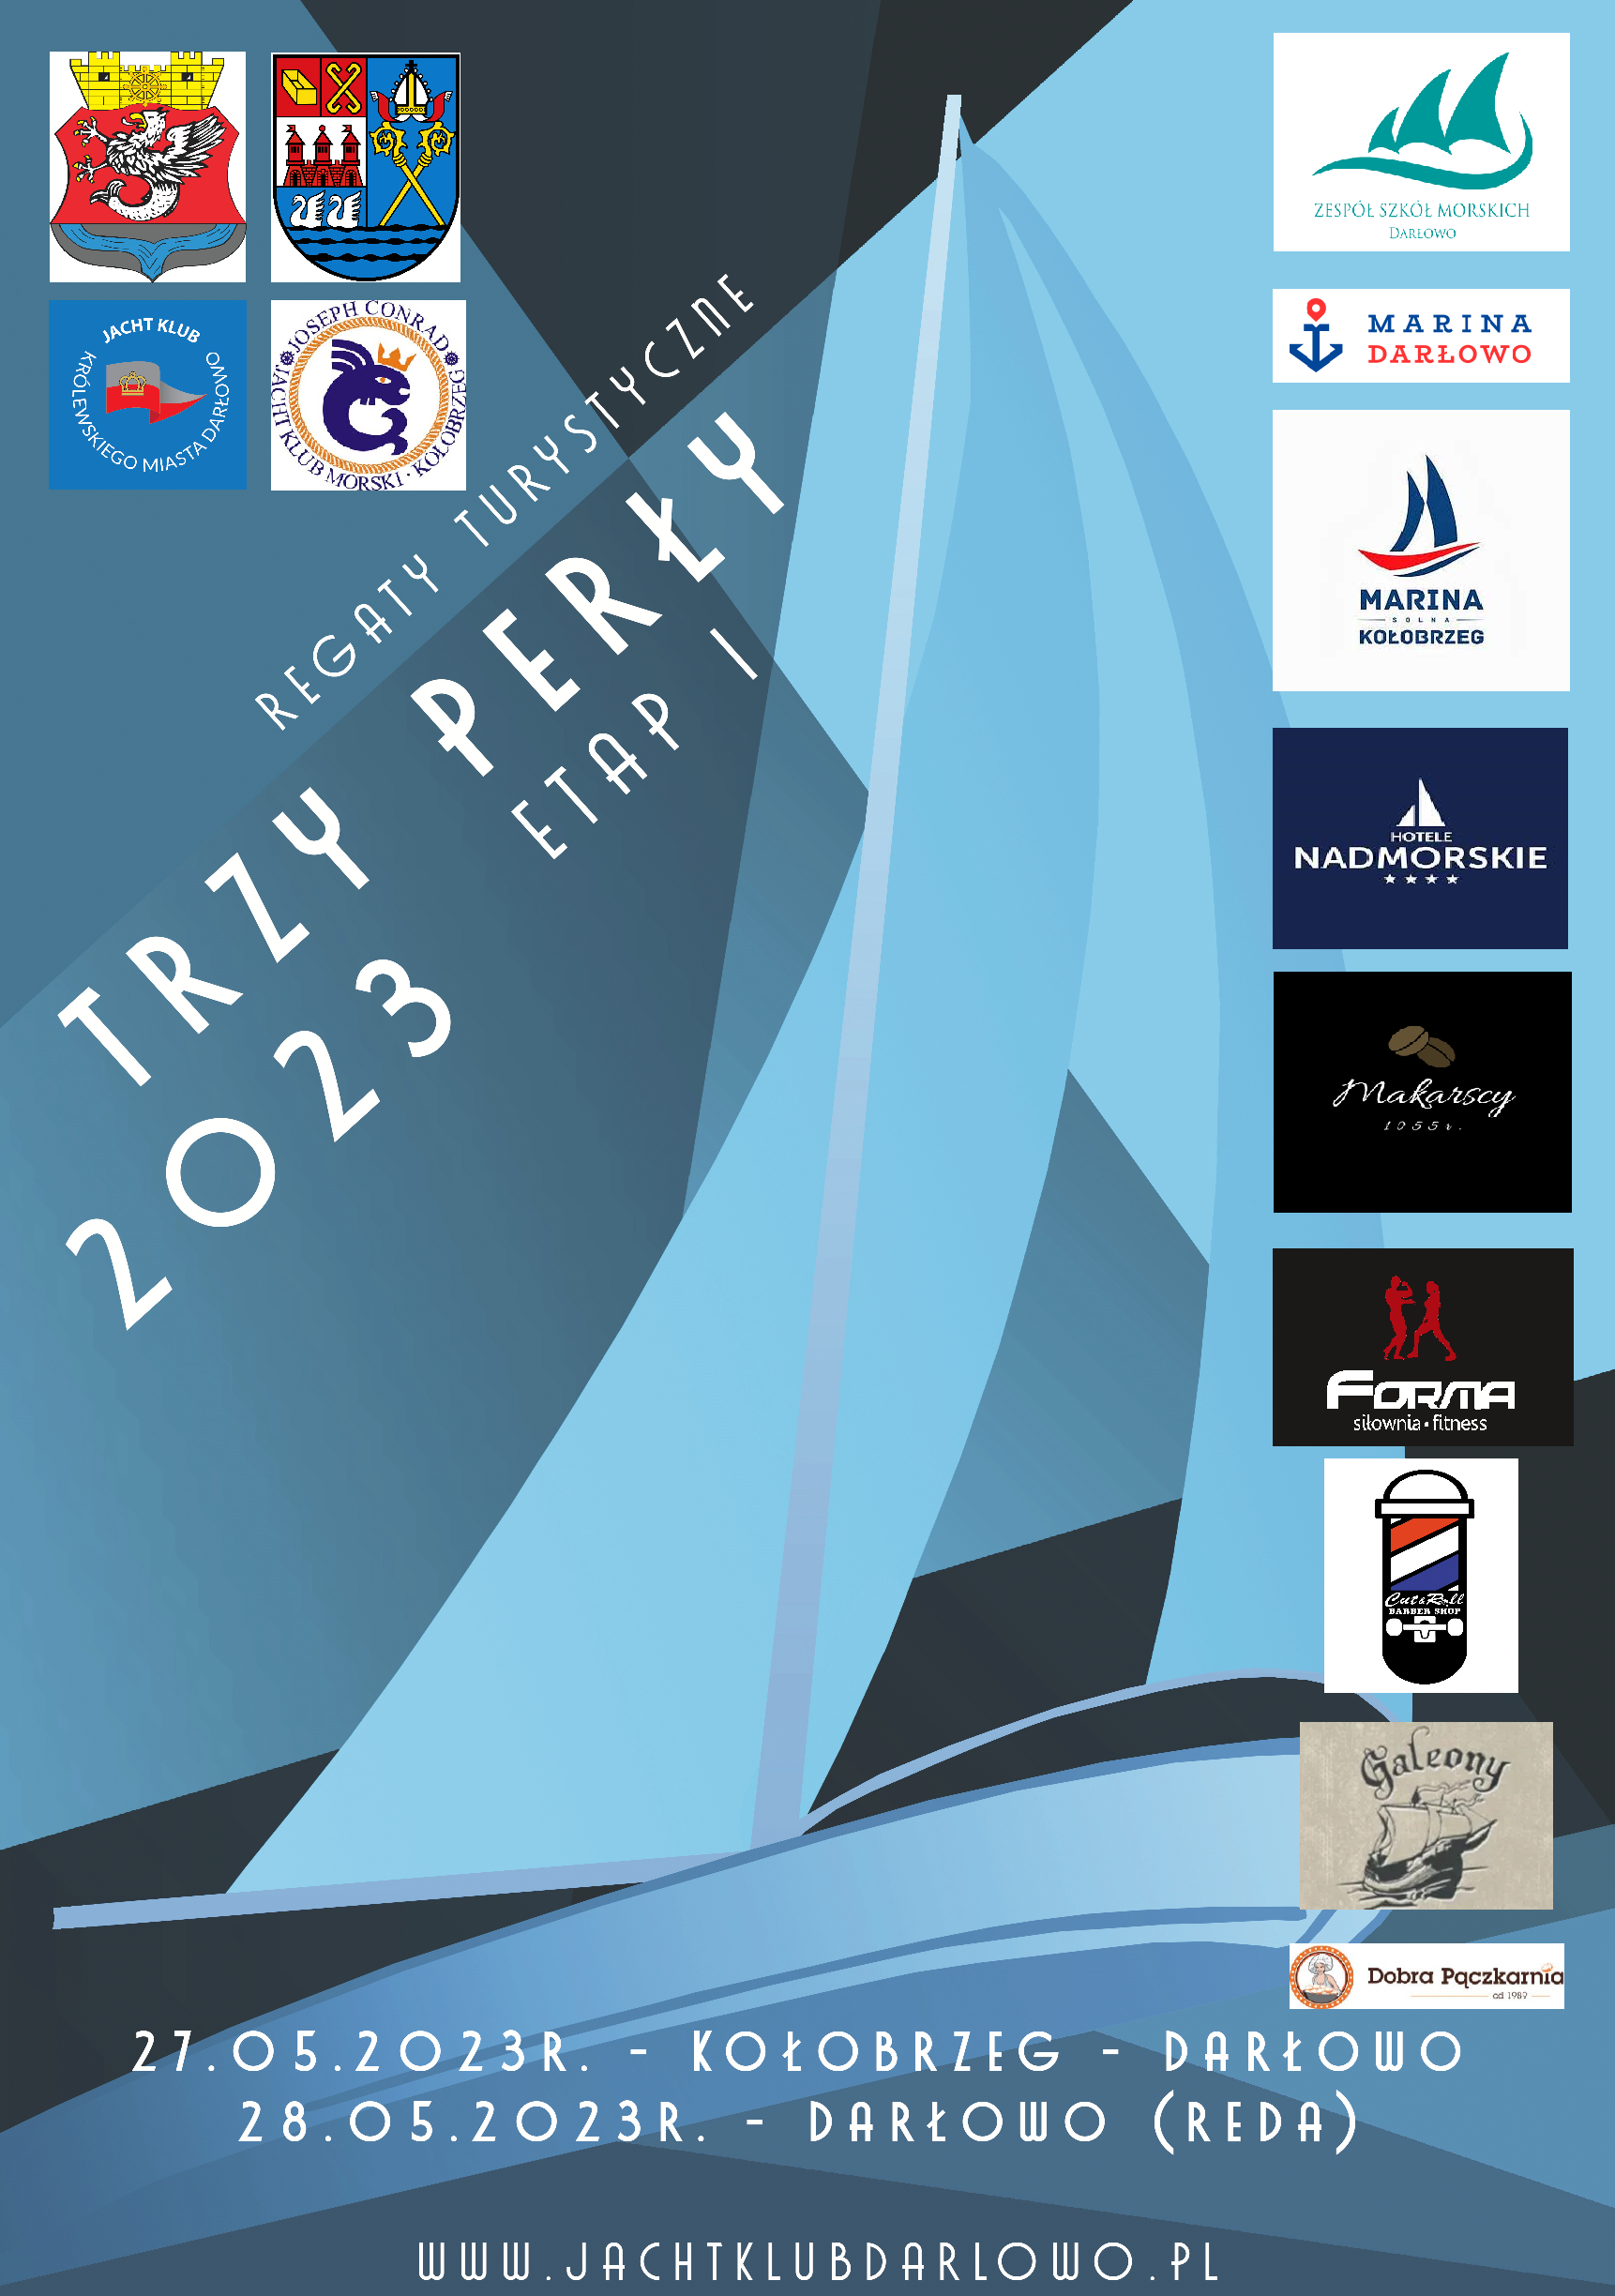 JACHT KLUB
KRÓLEWSKIEGO MIASTA DARŁOWO
JOSEPH CONRAD
JACHT KLUB MORSKI · KOŁOBRZEG
REGATY TURYSTYCZNE
TRZY PERŁY
2023
ETAP I
ZESPÓŁ SZKÓŁ MORSKICH
DARŁOWO
MARINA
DARŁOWO
MARINA
SOLNA
KOŁOBRZEG
HOTELE
NADMORSKIE
Makarscy
FORMA
siłownia • fitness
Cut&Roll
BARBER SHOP
Galeony
Dobra Pączkarnia
od 1989
27.05.2023R. - KOŁOBRZEG - DARŁOWO
28.05.2023R. - DARŁOWO (REDA)
WWW.JACHTKLUBDARLOWO.PL